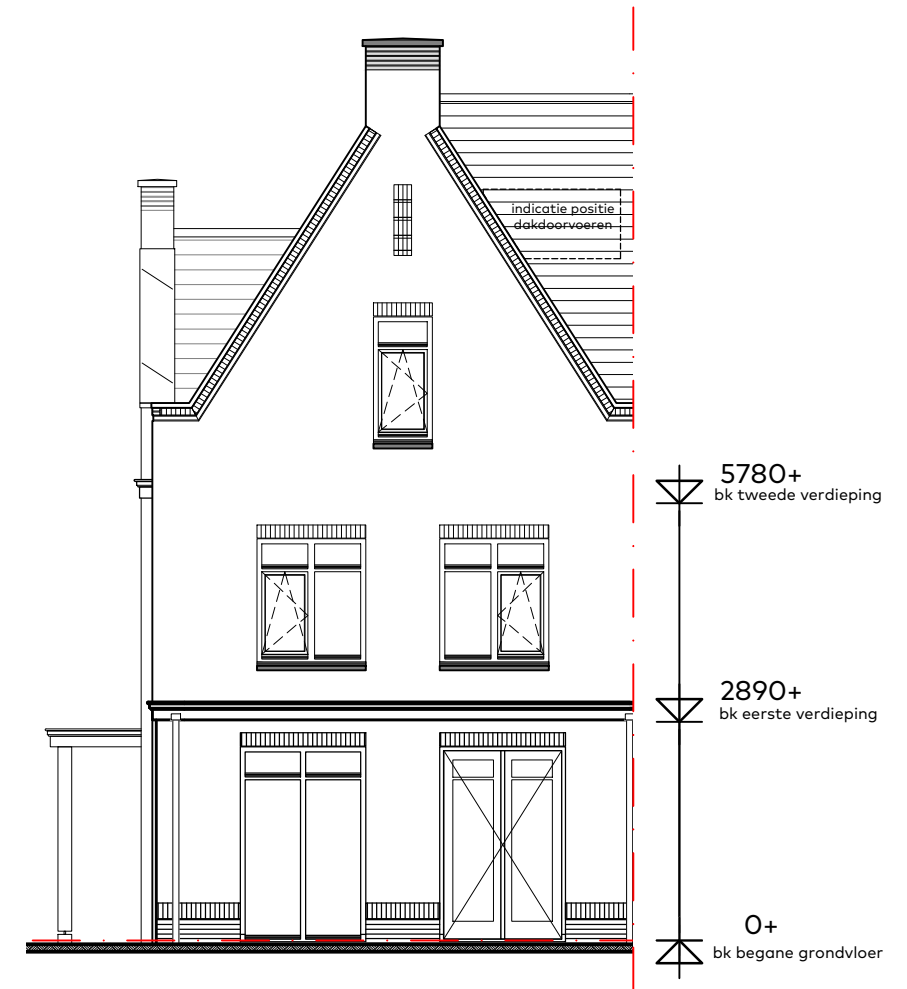 indicatie positie
dakdoorvoeren
5780+
bk tweede verdieping
2890+
bk eerste verdieping
0+
bk begane grondvloer